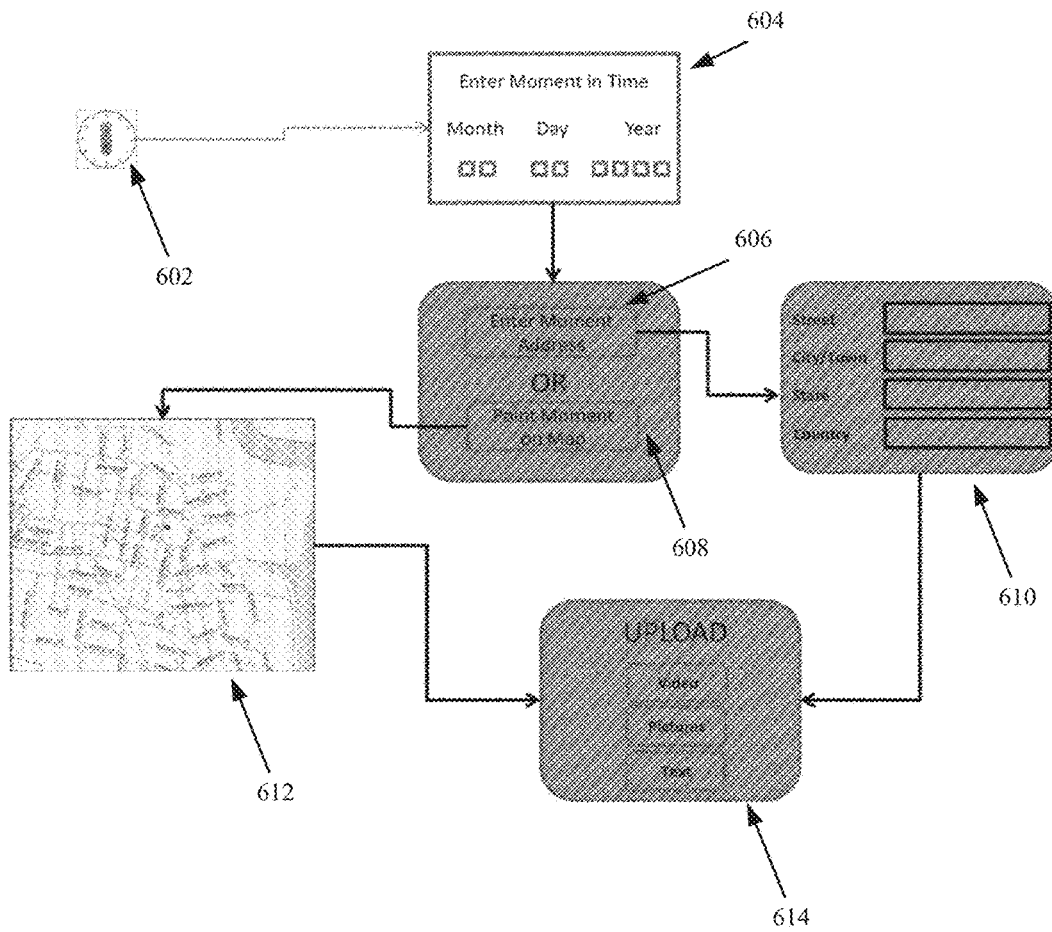 604
Enter Moment in Time
Month Day Year
602
606
Enter Moment
Address
OR
Point Moment
on Map
608
Street
City/Town
State
Country
610
612
UPLOAD
Video
Pictures
Text
614